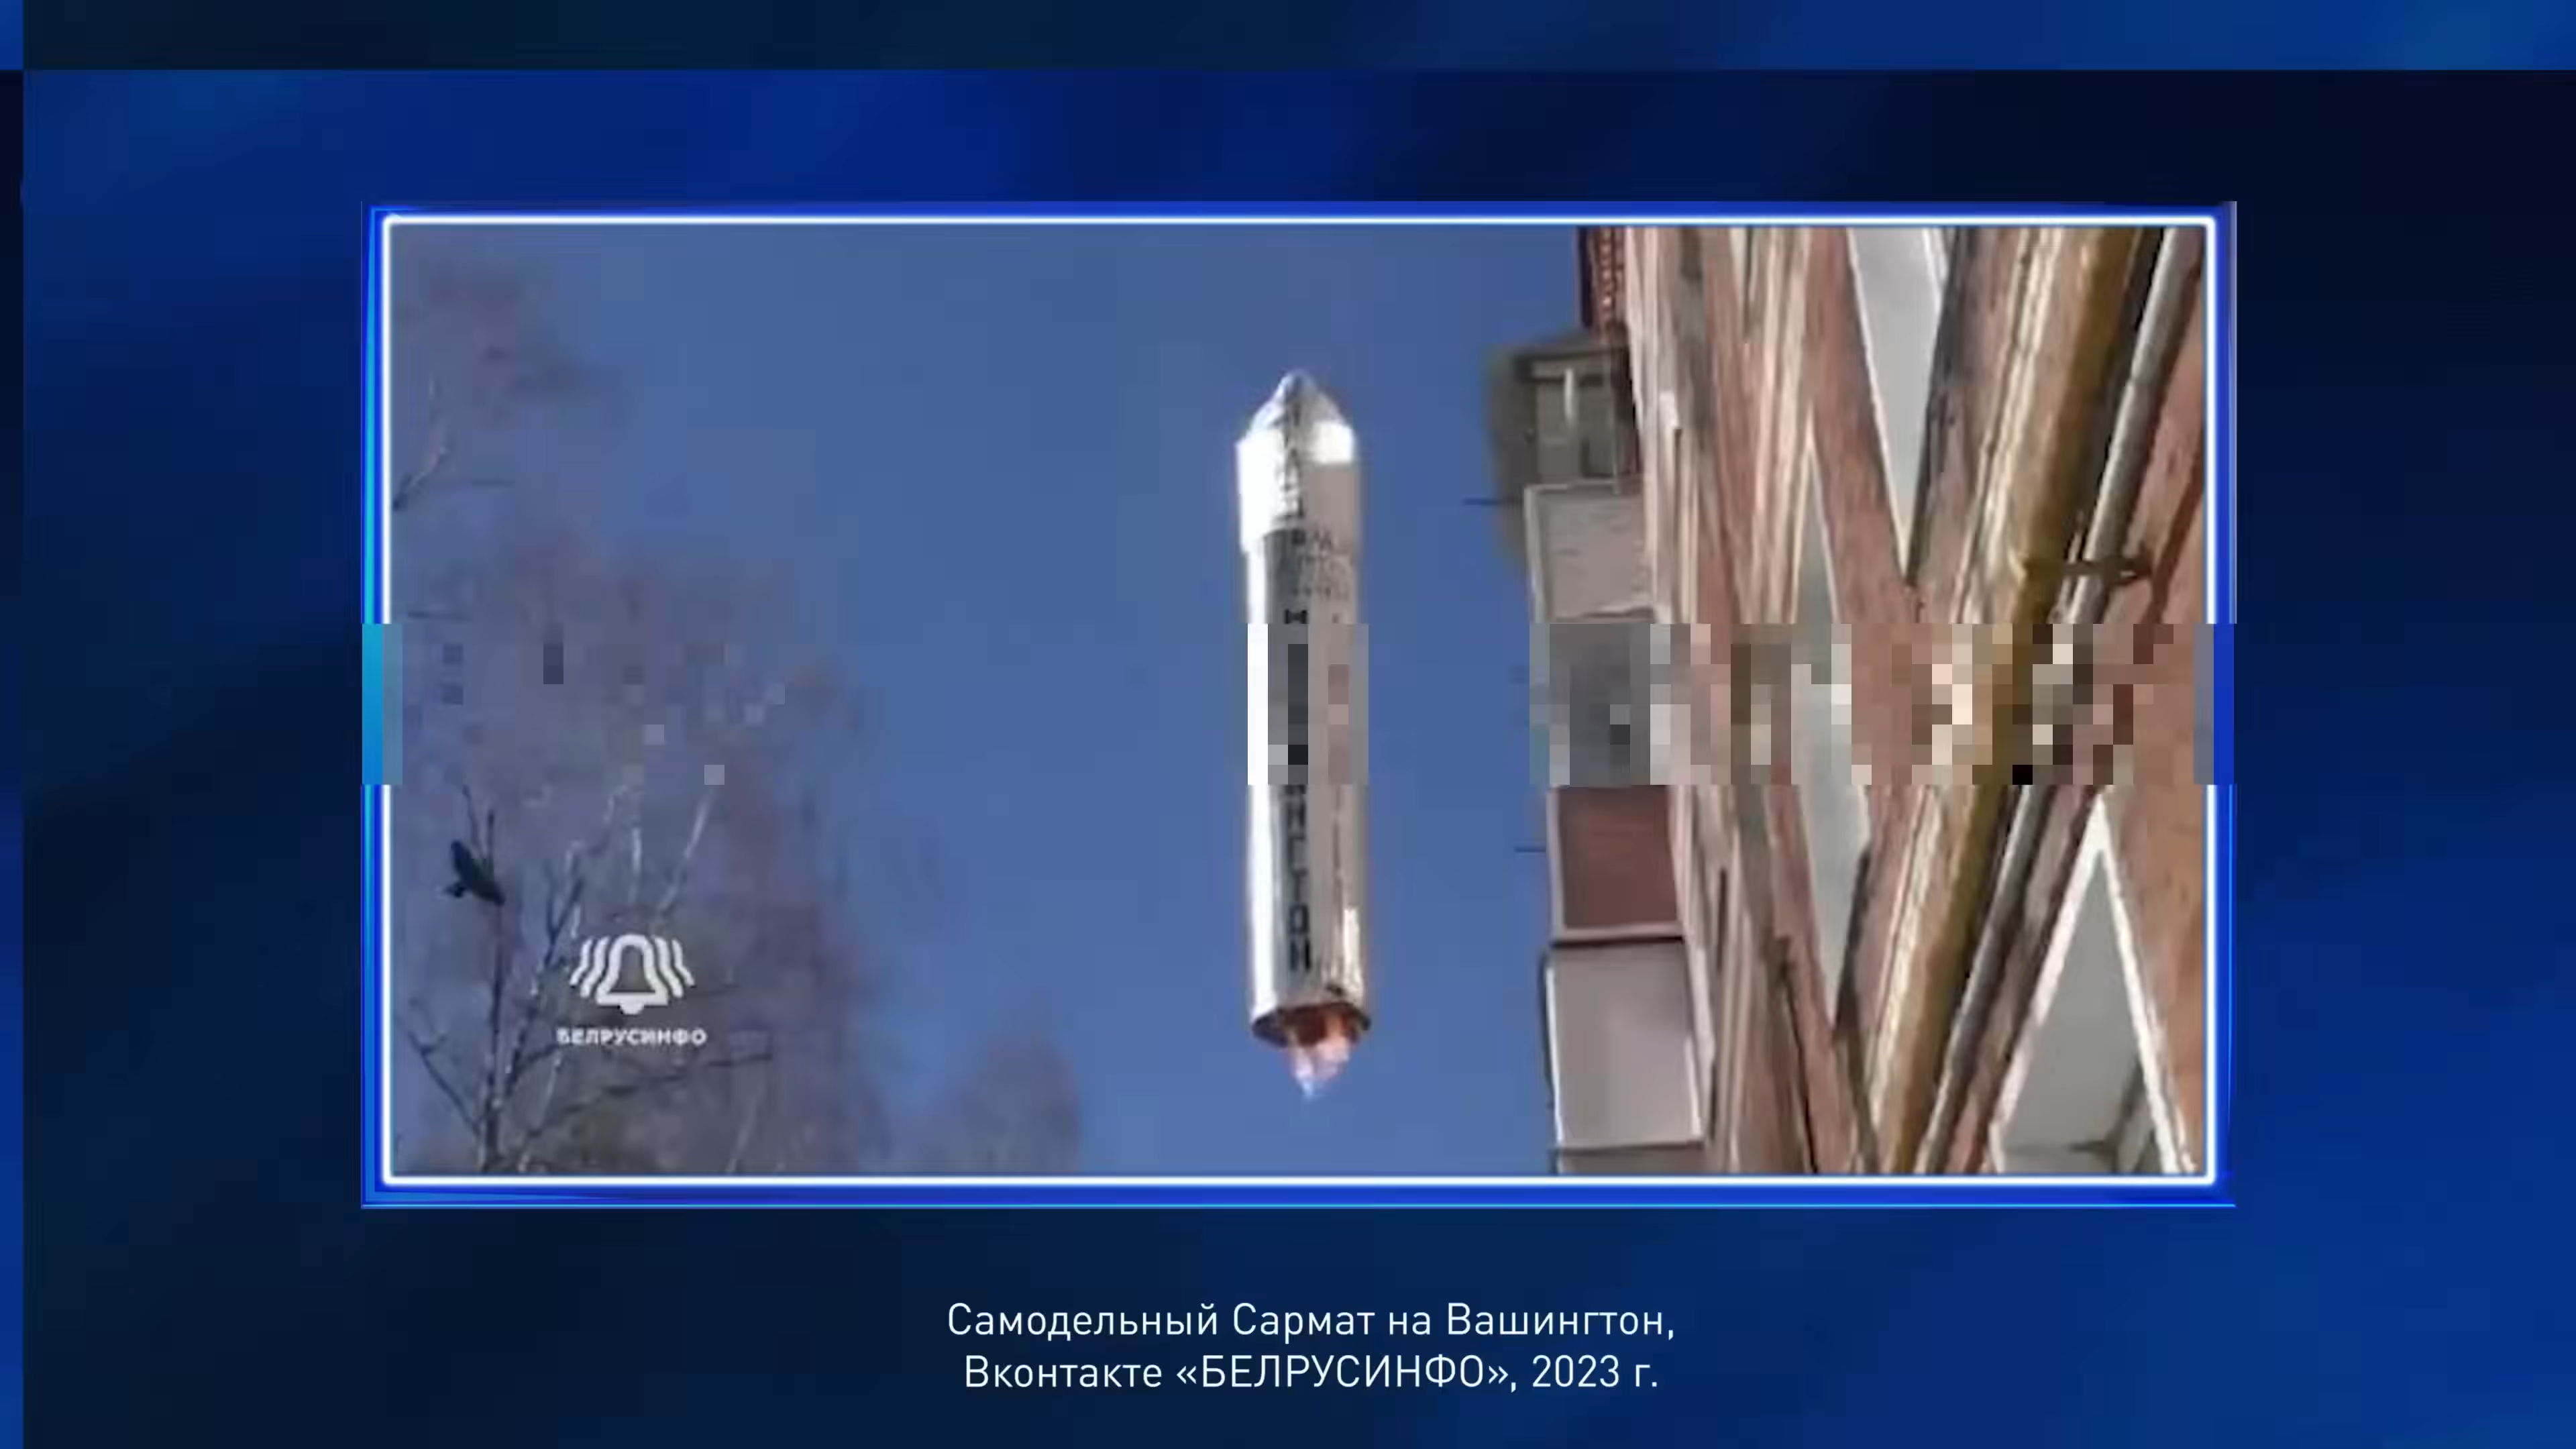 БЕЛРУСИНФО
Самодельный Сармат на Вашингтон,
Вконтакте «БЕЛРУСИНФО», 2023 г.